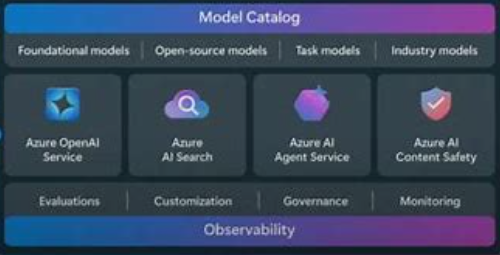 Model Catalog
Foundational models Open-source models Task models Industry models
Azure OpenAI Service
Azure AI Search
Azure AI Agent Service
Azure AI Content Safety
Evaluations Customization Governance Monitoring
Observability